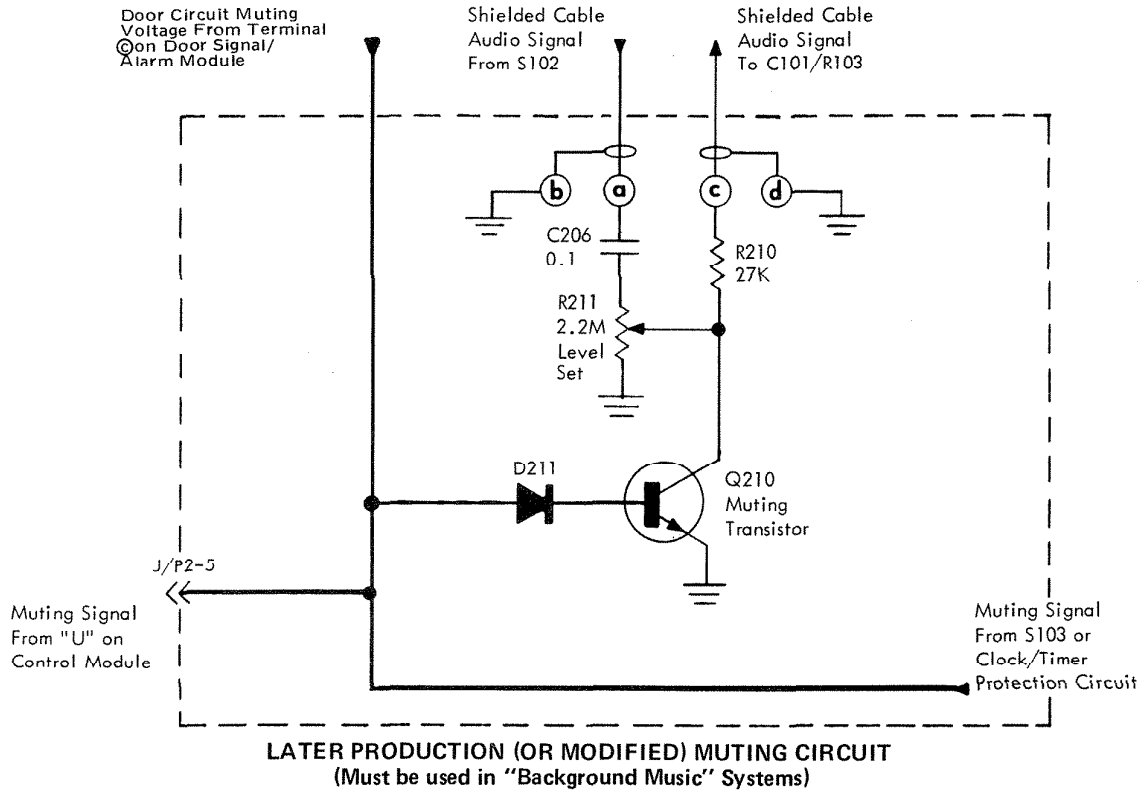 Door Circuit Muting
Voltage From Terminal
Ⓒon Door Signal/
Alarm Module
Shielded Cable
Audio Signal
From S102
Shielded Cable
Audio Signal
To C101/R103
b
a
c
d
C206
0.1
R210
27K
R211
2.2M
Level
Set
D211
Q210
Muting
Transistor
J/P2-5
Muting Signal
From "U" on
Control Module
Muting Signal
From S103 or
Clock/Timer
Protection Circuit
LATER PRODUCTION (OR MODIFIED) MUTING CIRCUIT
(Must be used in "Background Music" Systems)